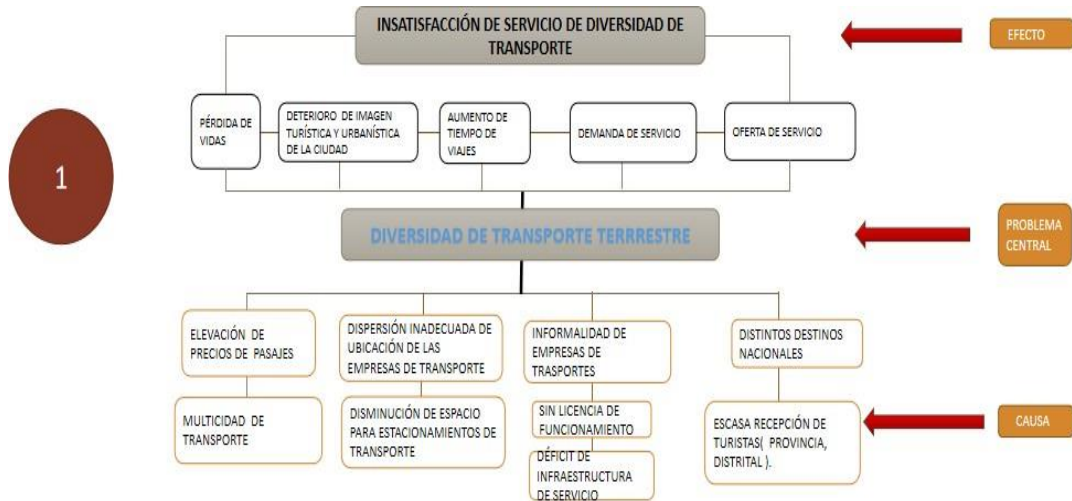 INSATISFACCIÓN DE SERVICIO DE DIVERSIDAD DE
TRANSPORTE
EFECTO
PÉRDIDA DE
VIDAS
DETERIORO DE IMAGEN
TURÍSTICA Y URBANÍSTICA
DE LA CIUDAD
AUMENTO DE
TIEMPO DE
VIAJES
DEMANDA DE SERVICIO
OFERTA DE SERVICIO
1
DIVERSIDAD DE TRANSPORTE TERRRESTRE
PROBLEMA
CENTRAL
ELEVACIÓN DE
PRECIOS DE PASAJES
DISPERSIÓN INADECUADA DE
UBICACIÓN DE LAS
EMPRESAS DE TRANSPORTE
INFORMALIDAD DE
EMPRESAS DE
TRASPORTES
DISTINTOS DESTINOS
NACIONALES
MULTICIDAD DE
TRANSPORTE
DISMINUCIÓN DE ESPACIO
PARA ESTACIONAMIENTOS DE
TRANSPORTE
SIN LICENCIA DE
FUNCIONAMIENTO
DÉFICIT DE
INFRAESTRUCTURA
DE SERVICIO
ESCASA RECEPCIÓN DE
TURISTAS( PROVINCIA,
DISTRITAL ).
CAUSA